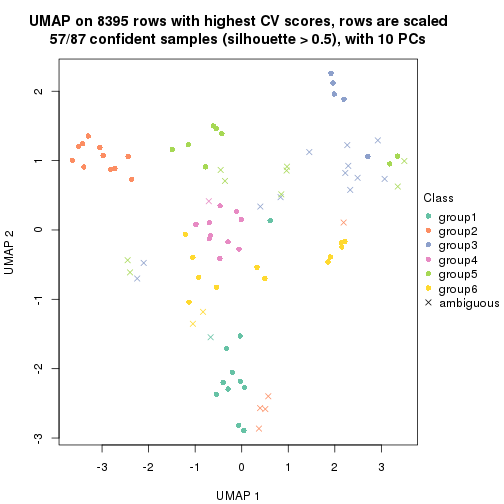 UMAP on 8395 rows with highest CV scores, rows are scaled
57/87 confident samples (silhouette > 0.5), with 10 PCs
2
1
0
-1
-2
-3
UMAP 2
-3
-2
-1
0
1
2
3
UMAP 1
Class
group1
group2
group3
group4
group5
group6
ambiguous